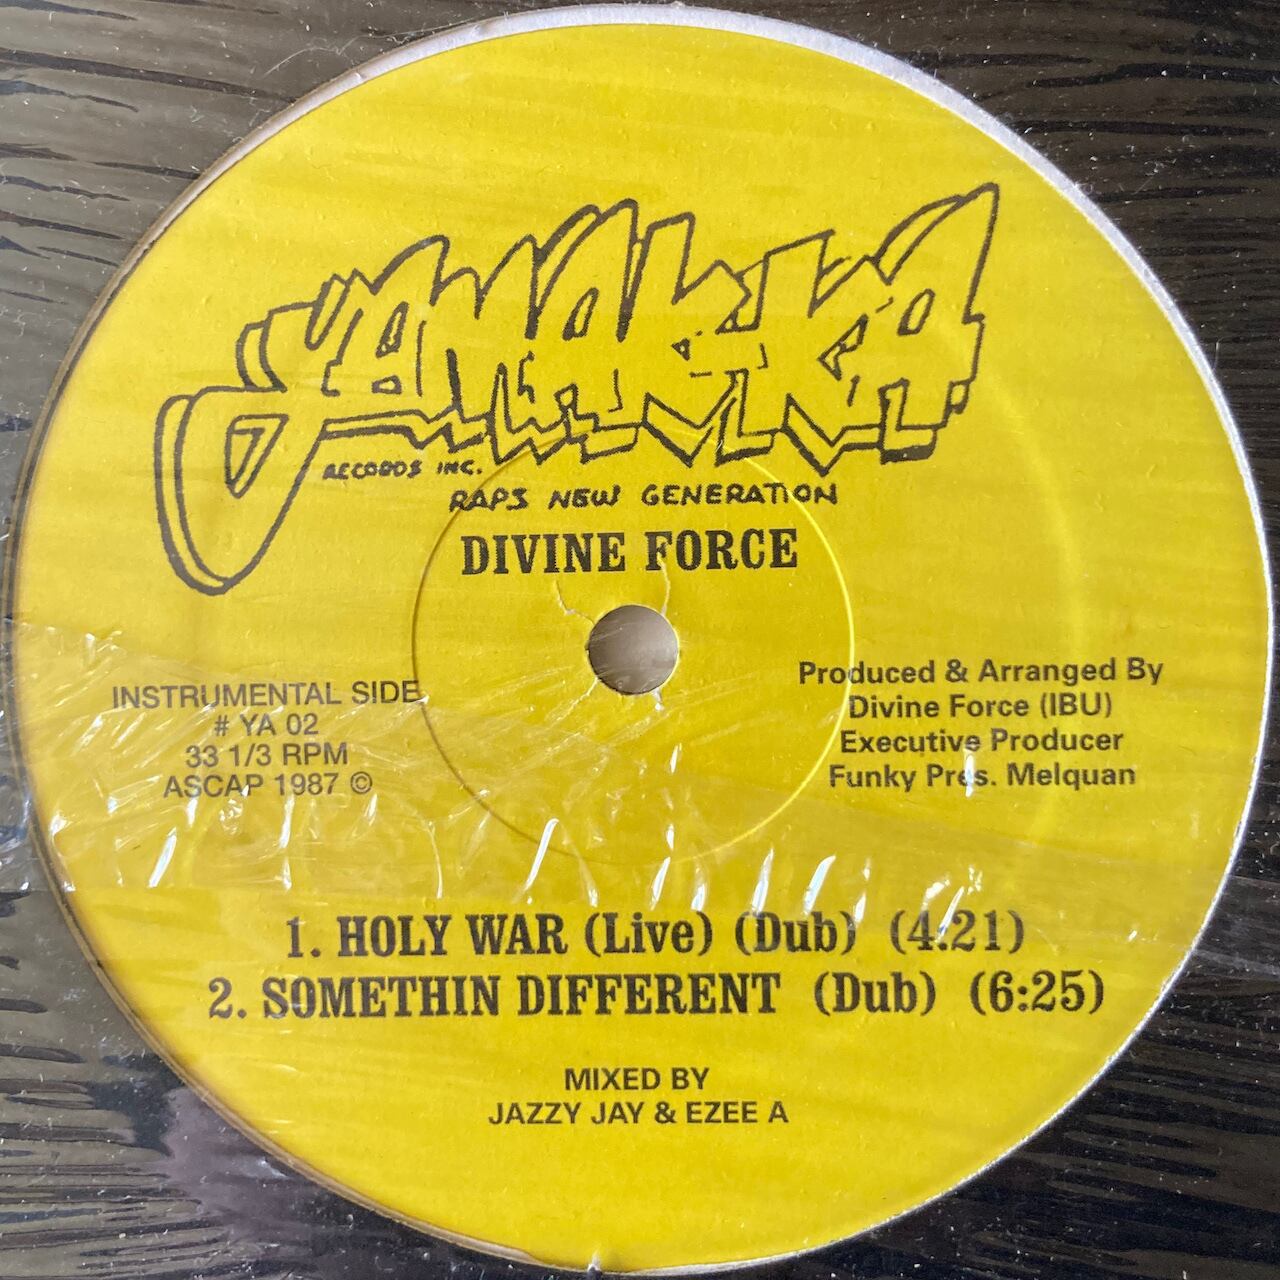 YAMAKKA
RECORDS INC.
RAPS NEW GENERATION
DIVINE FORCE
INSTRUMENTAL SIDE
# YA 02
33 1/3 RPM
ASCAP 1987 ©
Produced & Arranged By
Divine Force (IBU)
Executive Producer
Funky Pres. Melquan
1. HOLY WAR (Live) (Dub) (4:21)
2. SOMETHIN DIFFERENT (Dub) (6:25)
MIXED BY
JAZZY JAY & EZEE A